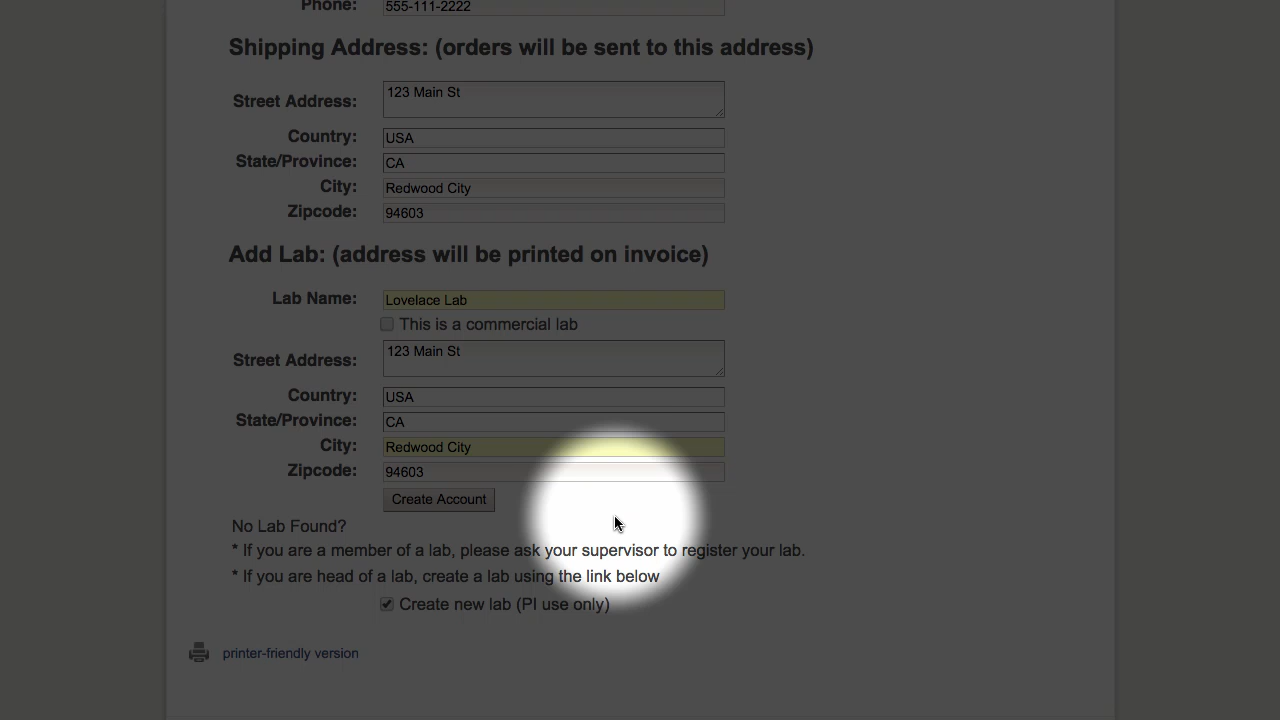 Phone: 555-111-2222
Shipping Address: (orders will be sent to this address)
Street Address: 123 Main St
Country: USA
State/Province: CA
City: Redwood City
Zipcode: 94603
Add Lab: (address will be printed on invoice)
Lab Name: Lovelace Lab
This is a commercial lab
Street Address: 123 Main St
Country: USA
State/Province: CA
City: Redwood City
Zipcode: 94603
Create Account
No Lab Found?
* If you are a member of a lab, please ask your supervisor to register your lab.
* If you are head of a lab, create a lab using the link below
Create new lab (PI use only)
printer-friendly version